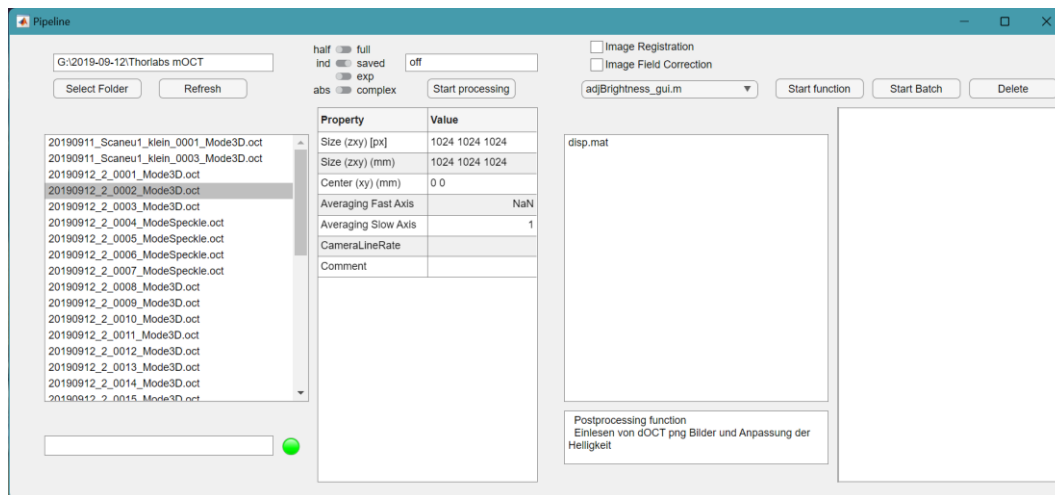 Pipeline
G:\2019-09-12\Thorlabs mOCT
Select Folder
Refresh
half full
ind saved
exp
abs complex
off
Start processing
Image Registration
Image Field Correction
adjBrightness_gui.m
Start function
Start Batch
Delete
20190911_Scaneu1_klein_0001_Mode3D.oct
20190911_Scaneu1_klein_0003_Mode3D.oct
20190912_2_0001_Mode3D.oct
20190912_2_0002_Mode3D.oct
20190912_2_0003_Mode3D.oct
20190912_2_0004_ModeSpeckle.oct
20190912_2_0005_ModeSpeckle.oct
20190912_2_0006_ModeSpeckle.oct
20190912_2_0007_ModeSpeckle.oct
20190912_2_0008_Mode3D.oct
20190912_2_0009_Mode3D.oct
20190912_2_0010_Mode3D.oct
20190912_2_0011_Mode3D.oct
20190912_2_0012_Mode3D.oct
20190912_2_0013_Mode3D.oct
20190912_2_0014_Mode3D.oct
20190912_2_0015_Mode3D.oct
Property Value
Size (zxy) [px] 1024 1024 1024
Size (zxy) (mm) 1024 1024 1024
Center (xy) (mm) 0 0
Averaging Fast Axis NaN
Averaging Slow Axis 1
CameraLineRate
Comment
disp.mat
Postprocessing function
Einlesen von dOCT png Bilder und Anpassung der
Helligkeit